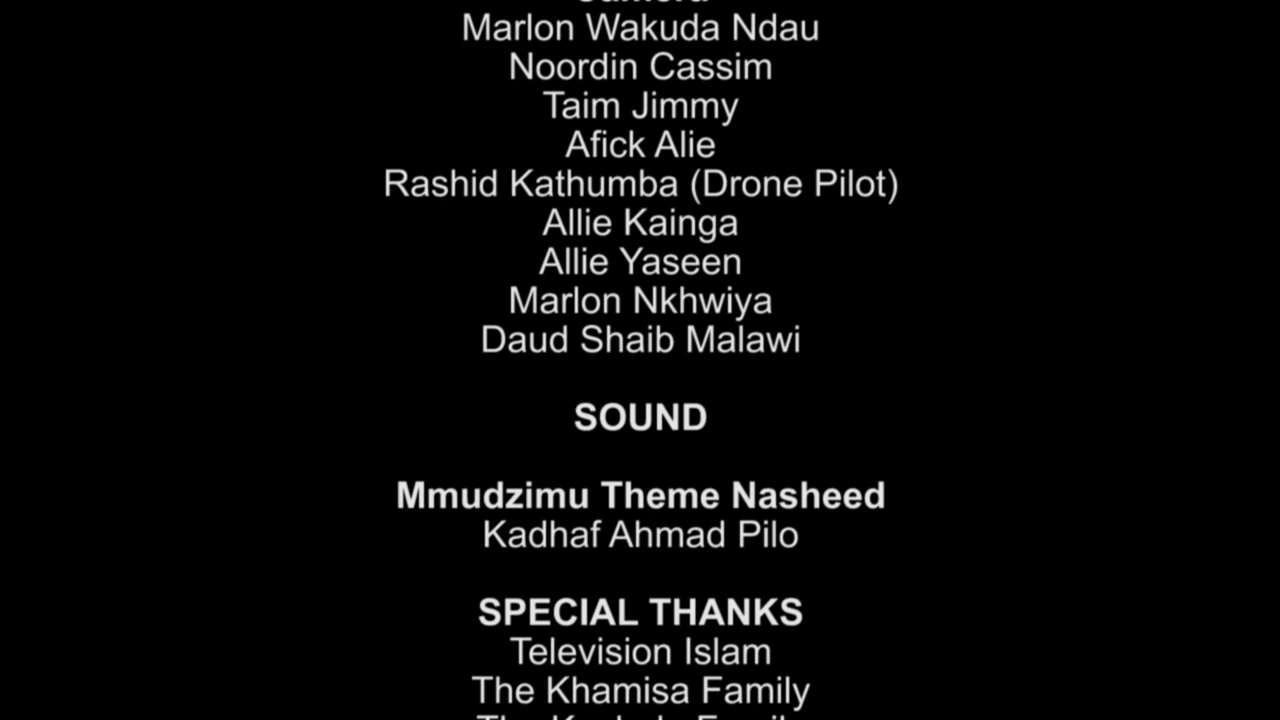 Marlon Wakuda Ndau
Noordin Cassim
Taim Jimmy
Afick Alie
Rashid Kathumba (Drone Pilot)
Allie Kainga
Allie Yaseen
Marlon Nkhwiya
Daud Shaib Malawi
SOUND
Mmudzimu Theme Nasheed
Kadhaf Ahmad Pilo
SPECIAL THANKS
Television Islam
The Khamisa Family